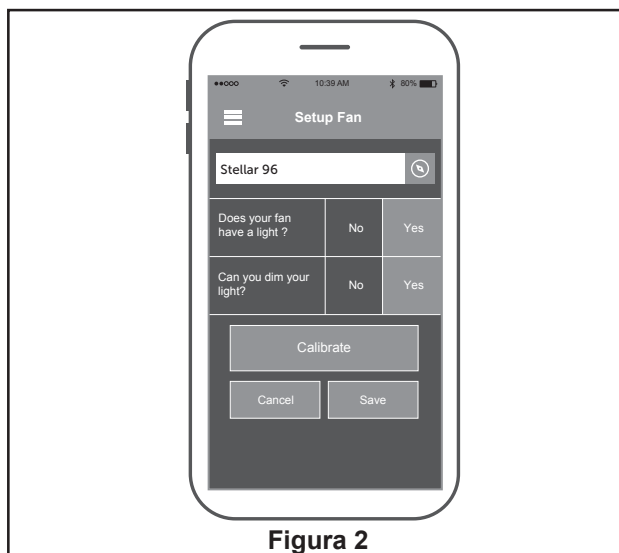 10:39 AM 80%
Setup Fan
Stellar 96
Does your fan
have a light ?
No Yes
Can you dim your
light?
No Yes
Calibrate
Cancel Save
Figura 2